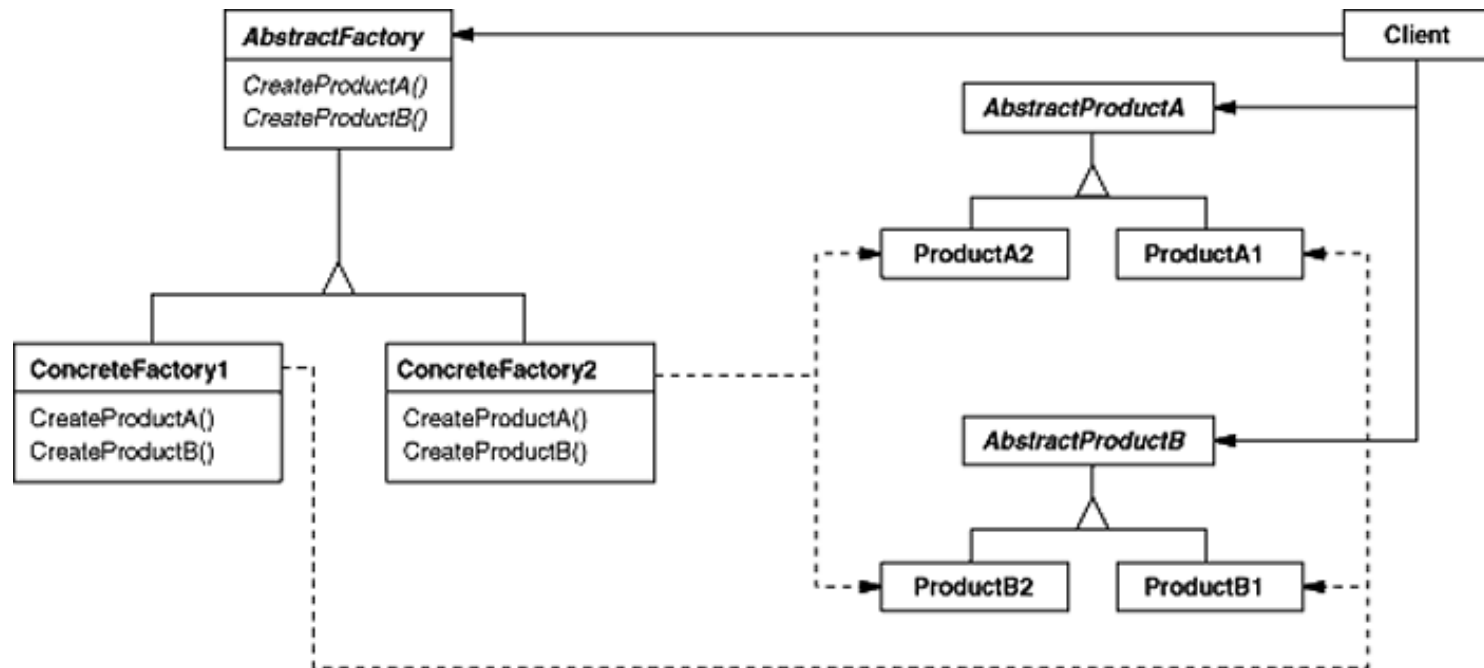 AbstractFactory
CreateProductA()
CreateProductB()
Client
AbstractProductA
ProductA2
ProductA1
ConcreteFactory1
CreateProductA()
CreateProductB()
ConcreteFactory2
CreateProductA()
CreateProductB()
AbstractProductB
ProductB2
ProductB1